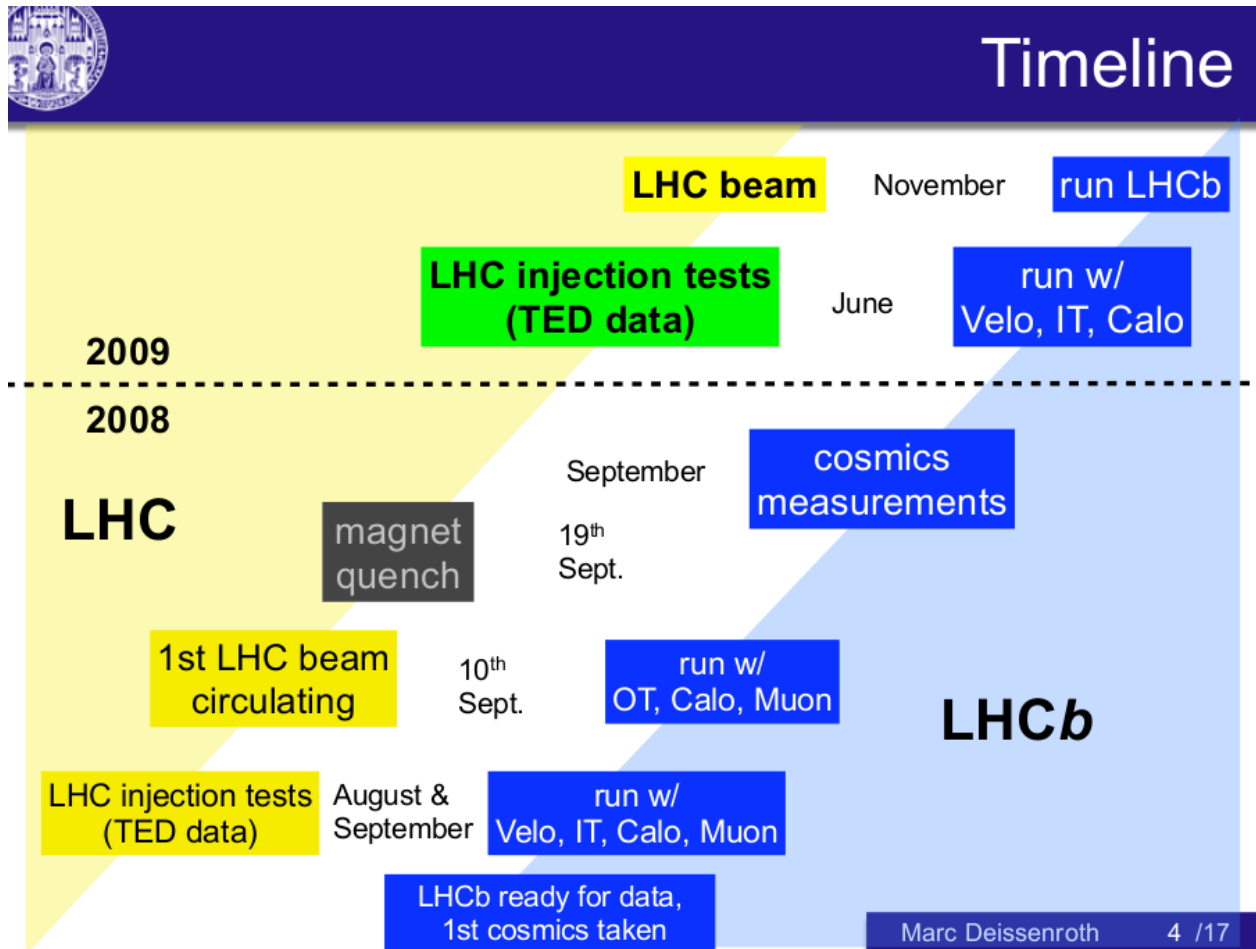 Timeline
LHC beam
November
run LHCb
LHC injection tests
(TED data)
June
run w/
Velo, IT, Calo
2009
2008
LHC
September
cosmics
measurements
magnet
quench
19th
Sept.
1st LHC beam
circulating
10th
Sept.
run w/
OT, Calo, Muon
LHCb
LHC injection tests
(TED data)
August &
September
run w/
Velo, IT, Calo, Muon
LHCb ready for data,
1st cosmics taken
Marc Deissenroth 4 /17